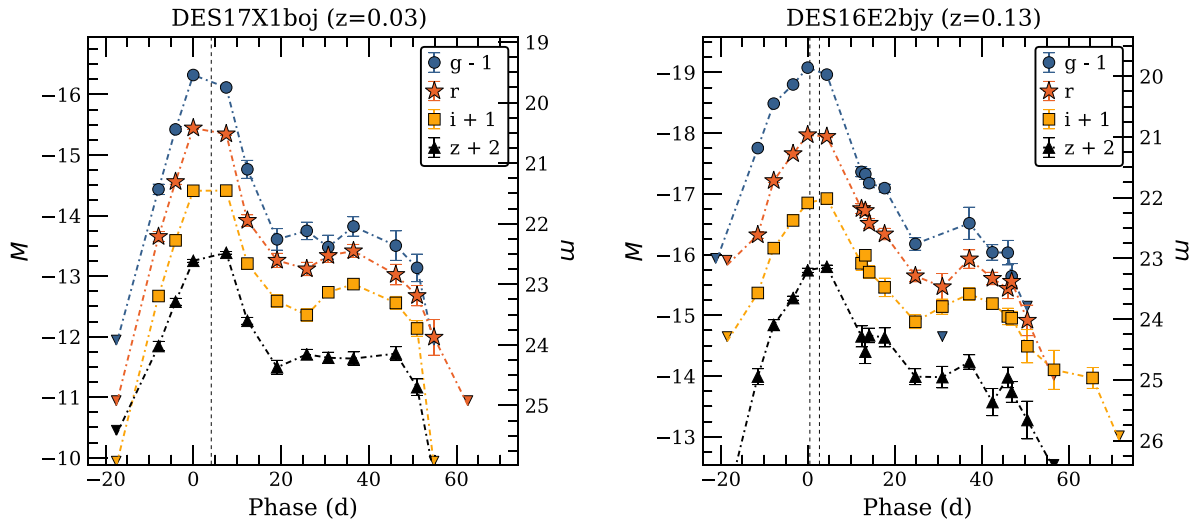 DES17X1boj (z=0.03)
g - 1
r
i + 1
z + 2
-16
-15
-14
-13
-12
-11
-10
M
19
20
21
22
23
24
25
m
−20
0
20
40
60
Phase (d)
DES16E2bjy (z=0.13)
g - 1
r
i + 1
z + 2
-19
-18
-17
-16
-15
-14
-13
M
20
21
22
23
24
25
26
m
−20
0
20
40
60
Phase (d)